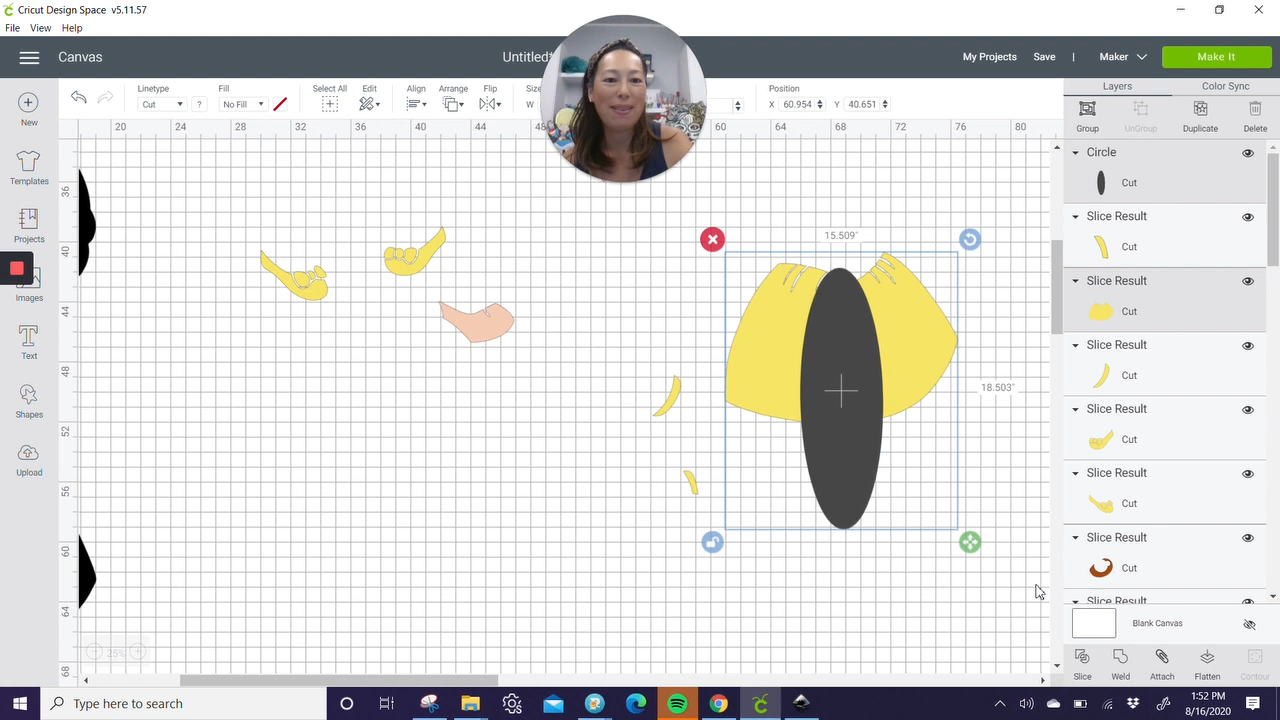 Cricut Design Space v5.11.57
File View Help
Canvas
Untitled*
My Projects Save | Maker Make It
Linetype Fill Select All Edit Align Arrange Flip Size Position
Cut ? No Fill W X 60.954 Y 40.651
Layers Color Sync
Group UnGroup Duplicate Delete
20 24 28 32 36 40 44 48 60 64 68 72 76 80
36
40
44
48
52
56
60
64
68
New
Templates
Projects
Images
Text
Shapes
Upload
15.509"
18.503"
25%
Circle
Cut
Slice Result
Cut
Slice Result
Cut
Slice Result
Cut
Slice Result
Cut
Slice Result
Cut
Slice Result
Cut
Slice Result
Blank Canvas
Slice Weld Attach Flatten Contour
Type here to search
1:52 PM
8/16/2020